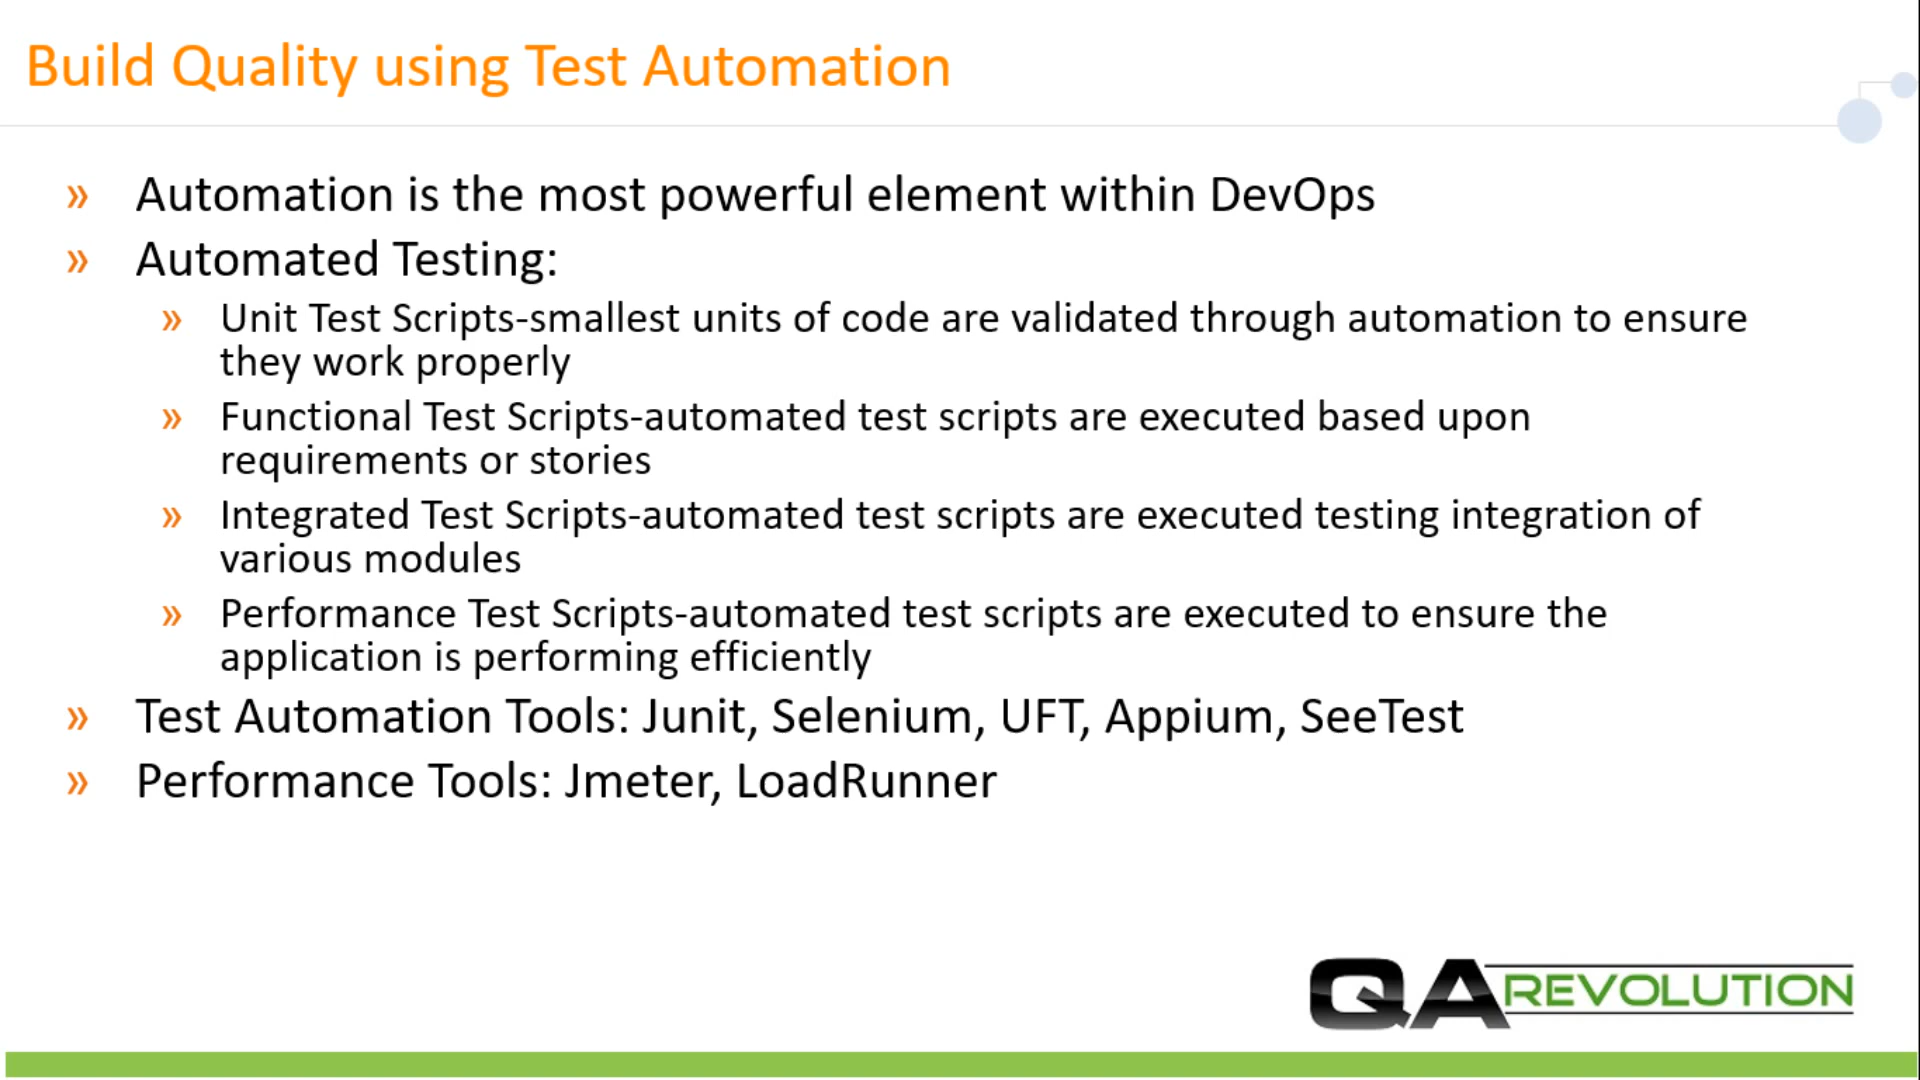 Build Quality using Test Automation
» Automation is the most powerful element within DevOps
» Automated Testing:
» Unit Test Scripts-smallest units of code are validated through automation to ensure
they work properly
» Functional Test Scripts-automated test scripts are executed based upon
requirements or stories
» Integrated Test Scripts-automated test scripts are executed testing integration of
various modules
» Performance Test Scripts-automated test scripts are executed to ensure the
application is performing efficiently
» Test Automation Tools: Junit, Selenium, UFT, Appium, SeeTest
» Performance Tools: Jmeter, LoadRunner
QA REVOLUTION